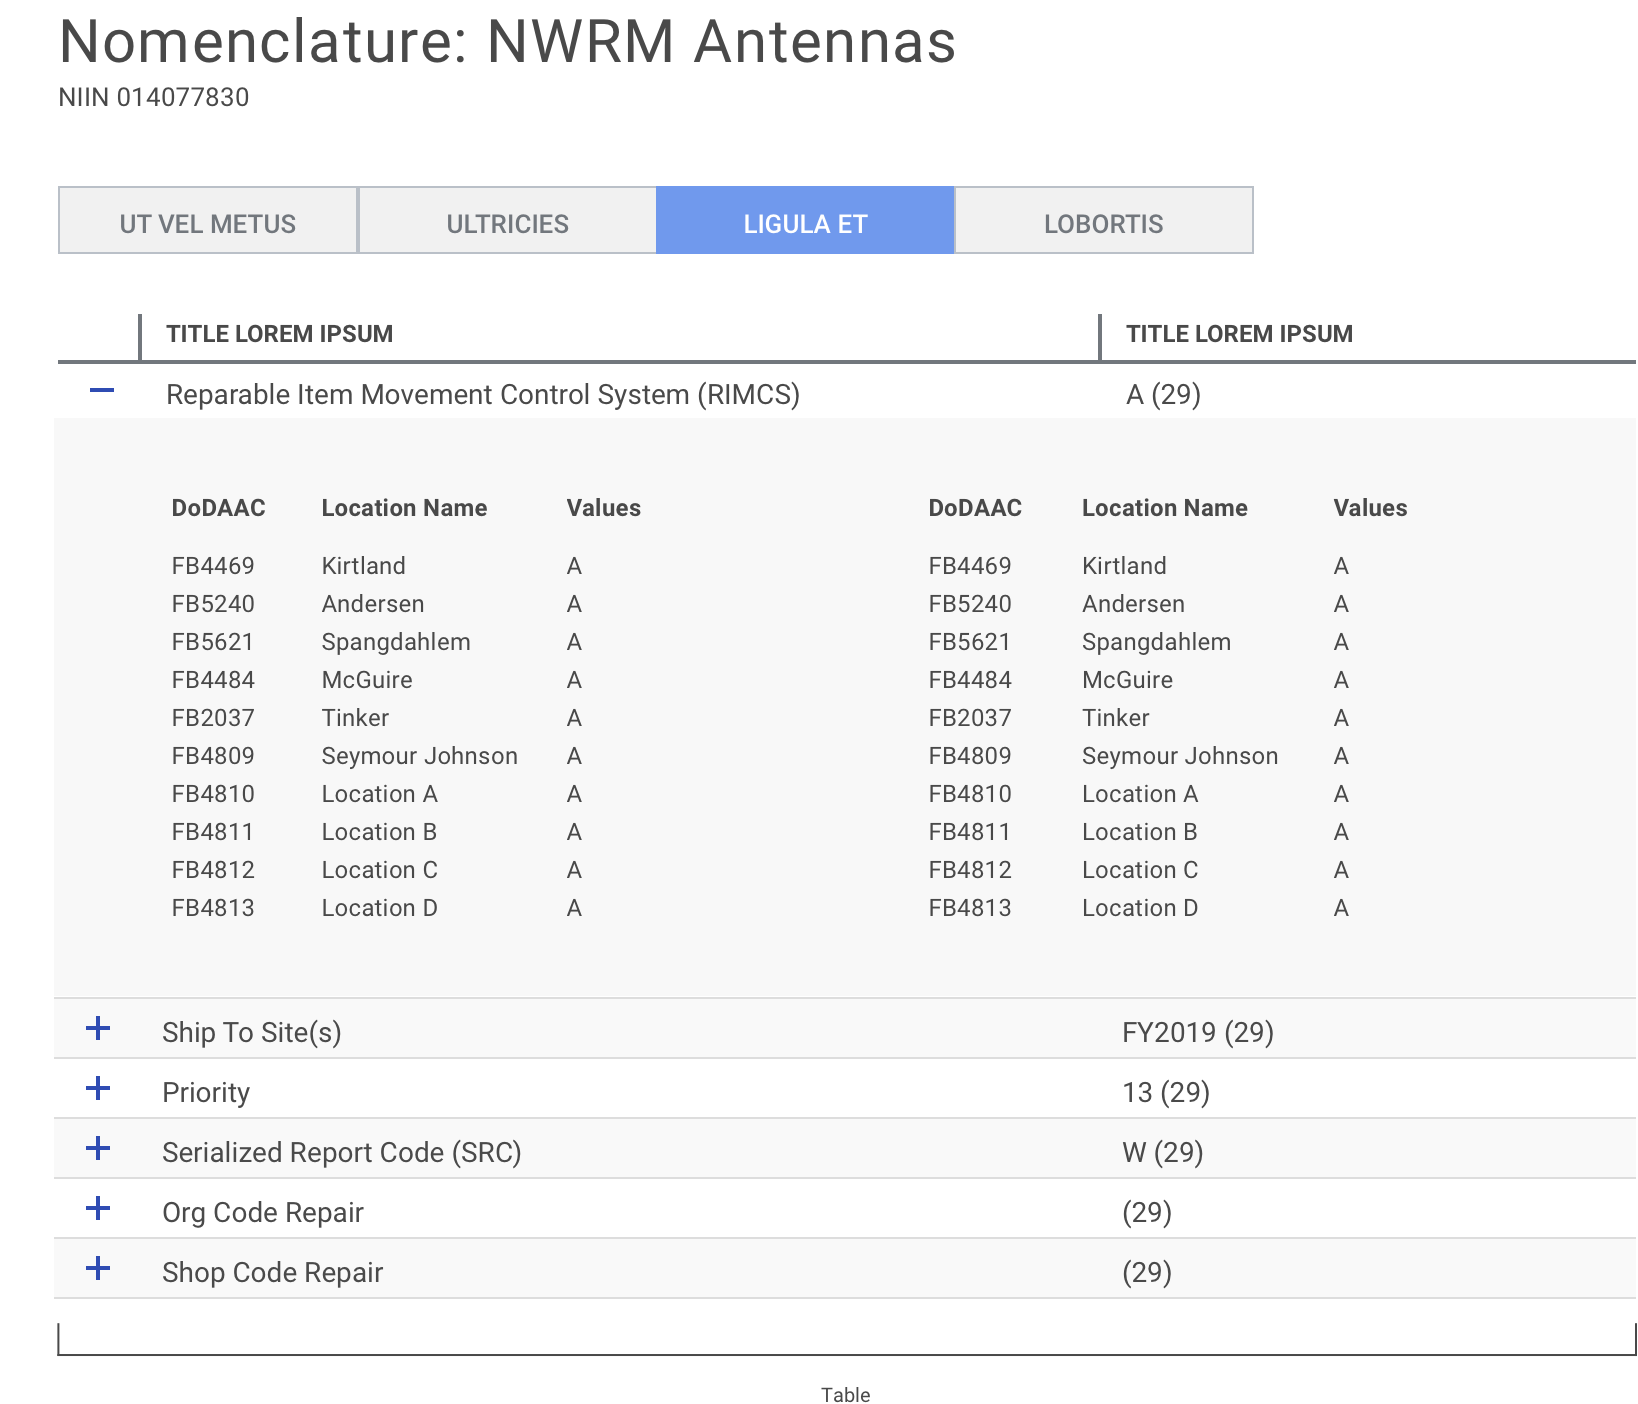 Nomenclature: NWRM Antennas
NIIN 014077830
UT VEL METUS ULTRICIES LIGULA ET LOBORTIS
TITLE LOREM IPSUM TITLE LOREM IPSUM
Reparable Item Movement Control System (RIMCS) A (29)
DoDAAC Location Name Values DoDAAC Location Name Values
FB4469 Kirtland A FB4469 Kirtland A
FB5240 Andersen A FB5240 Andersen A
FB5621 Spangdahlem A FB5621 Spangdahlem A
FB4484 McGuire A FB4484 McGuire A
FB2037 Tinker A FB2037 Tinker A
FB4809 Seymour Johnson A FB4809 Seymour Johnson A
FB4810 Location A A FB4810 Location A A
FB4811 Location B A FB4811 Location B A
FB4812 Location C A FB4812 Location C A
FB4813 Location D A FB4813 Location D A
Ship To Site(s) FY2019 (29)
Priority 13 (29)
Serialized Report Code (SRC) W (29)
Org Code Repair (29)
Shop Code Repair (29)
Table